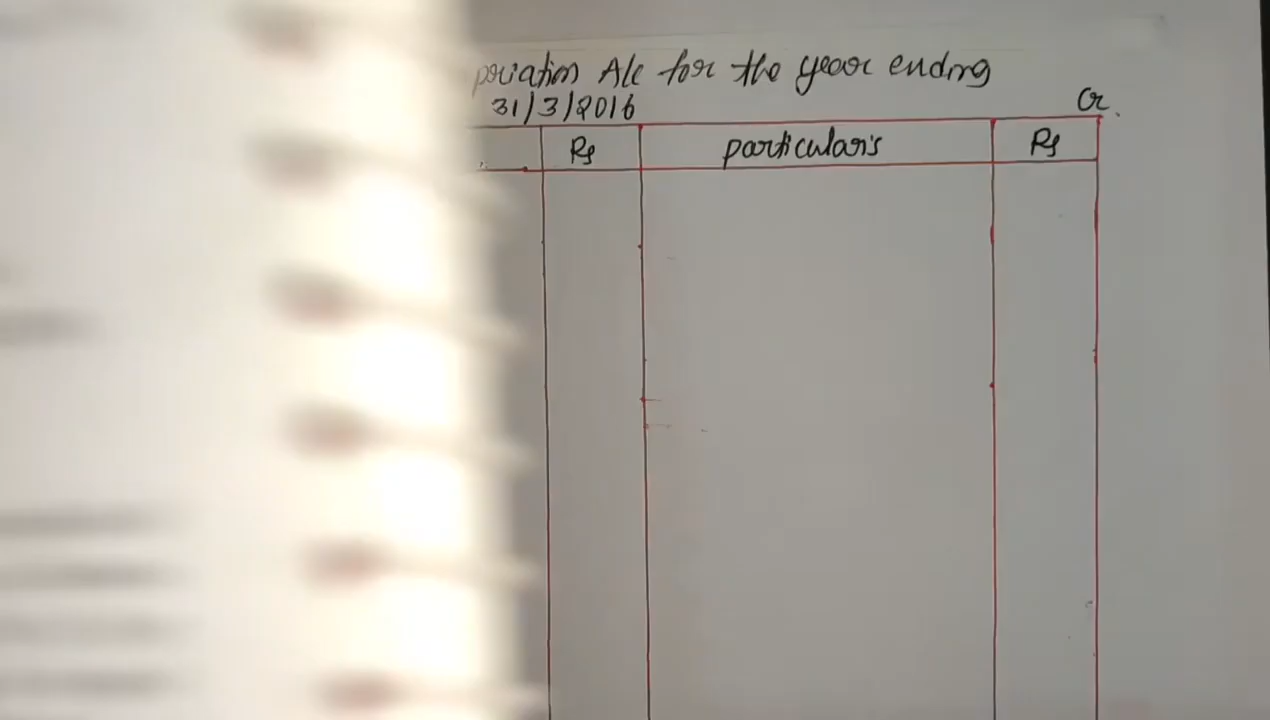 priation A/c for the year ending
31/3/2016
Cr.
Rs particulars Rs